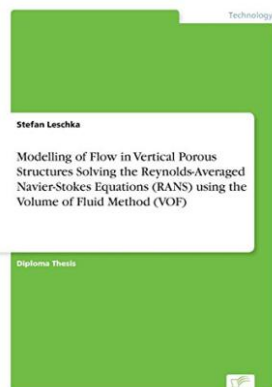 Technology
Stefan Leschka
Modelling of Flow in Vertical Porous
Structures Solving the Reynolds-Averaged
Navier-Stokes Equations (RANS) using the
Volume of Fluid Method (VOF)
Diploma Thesis